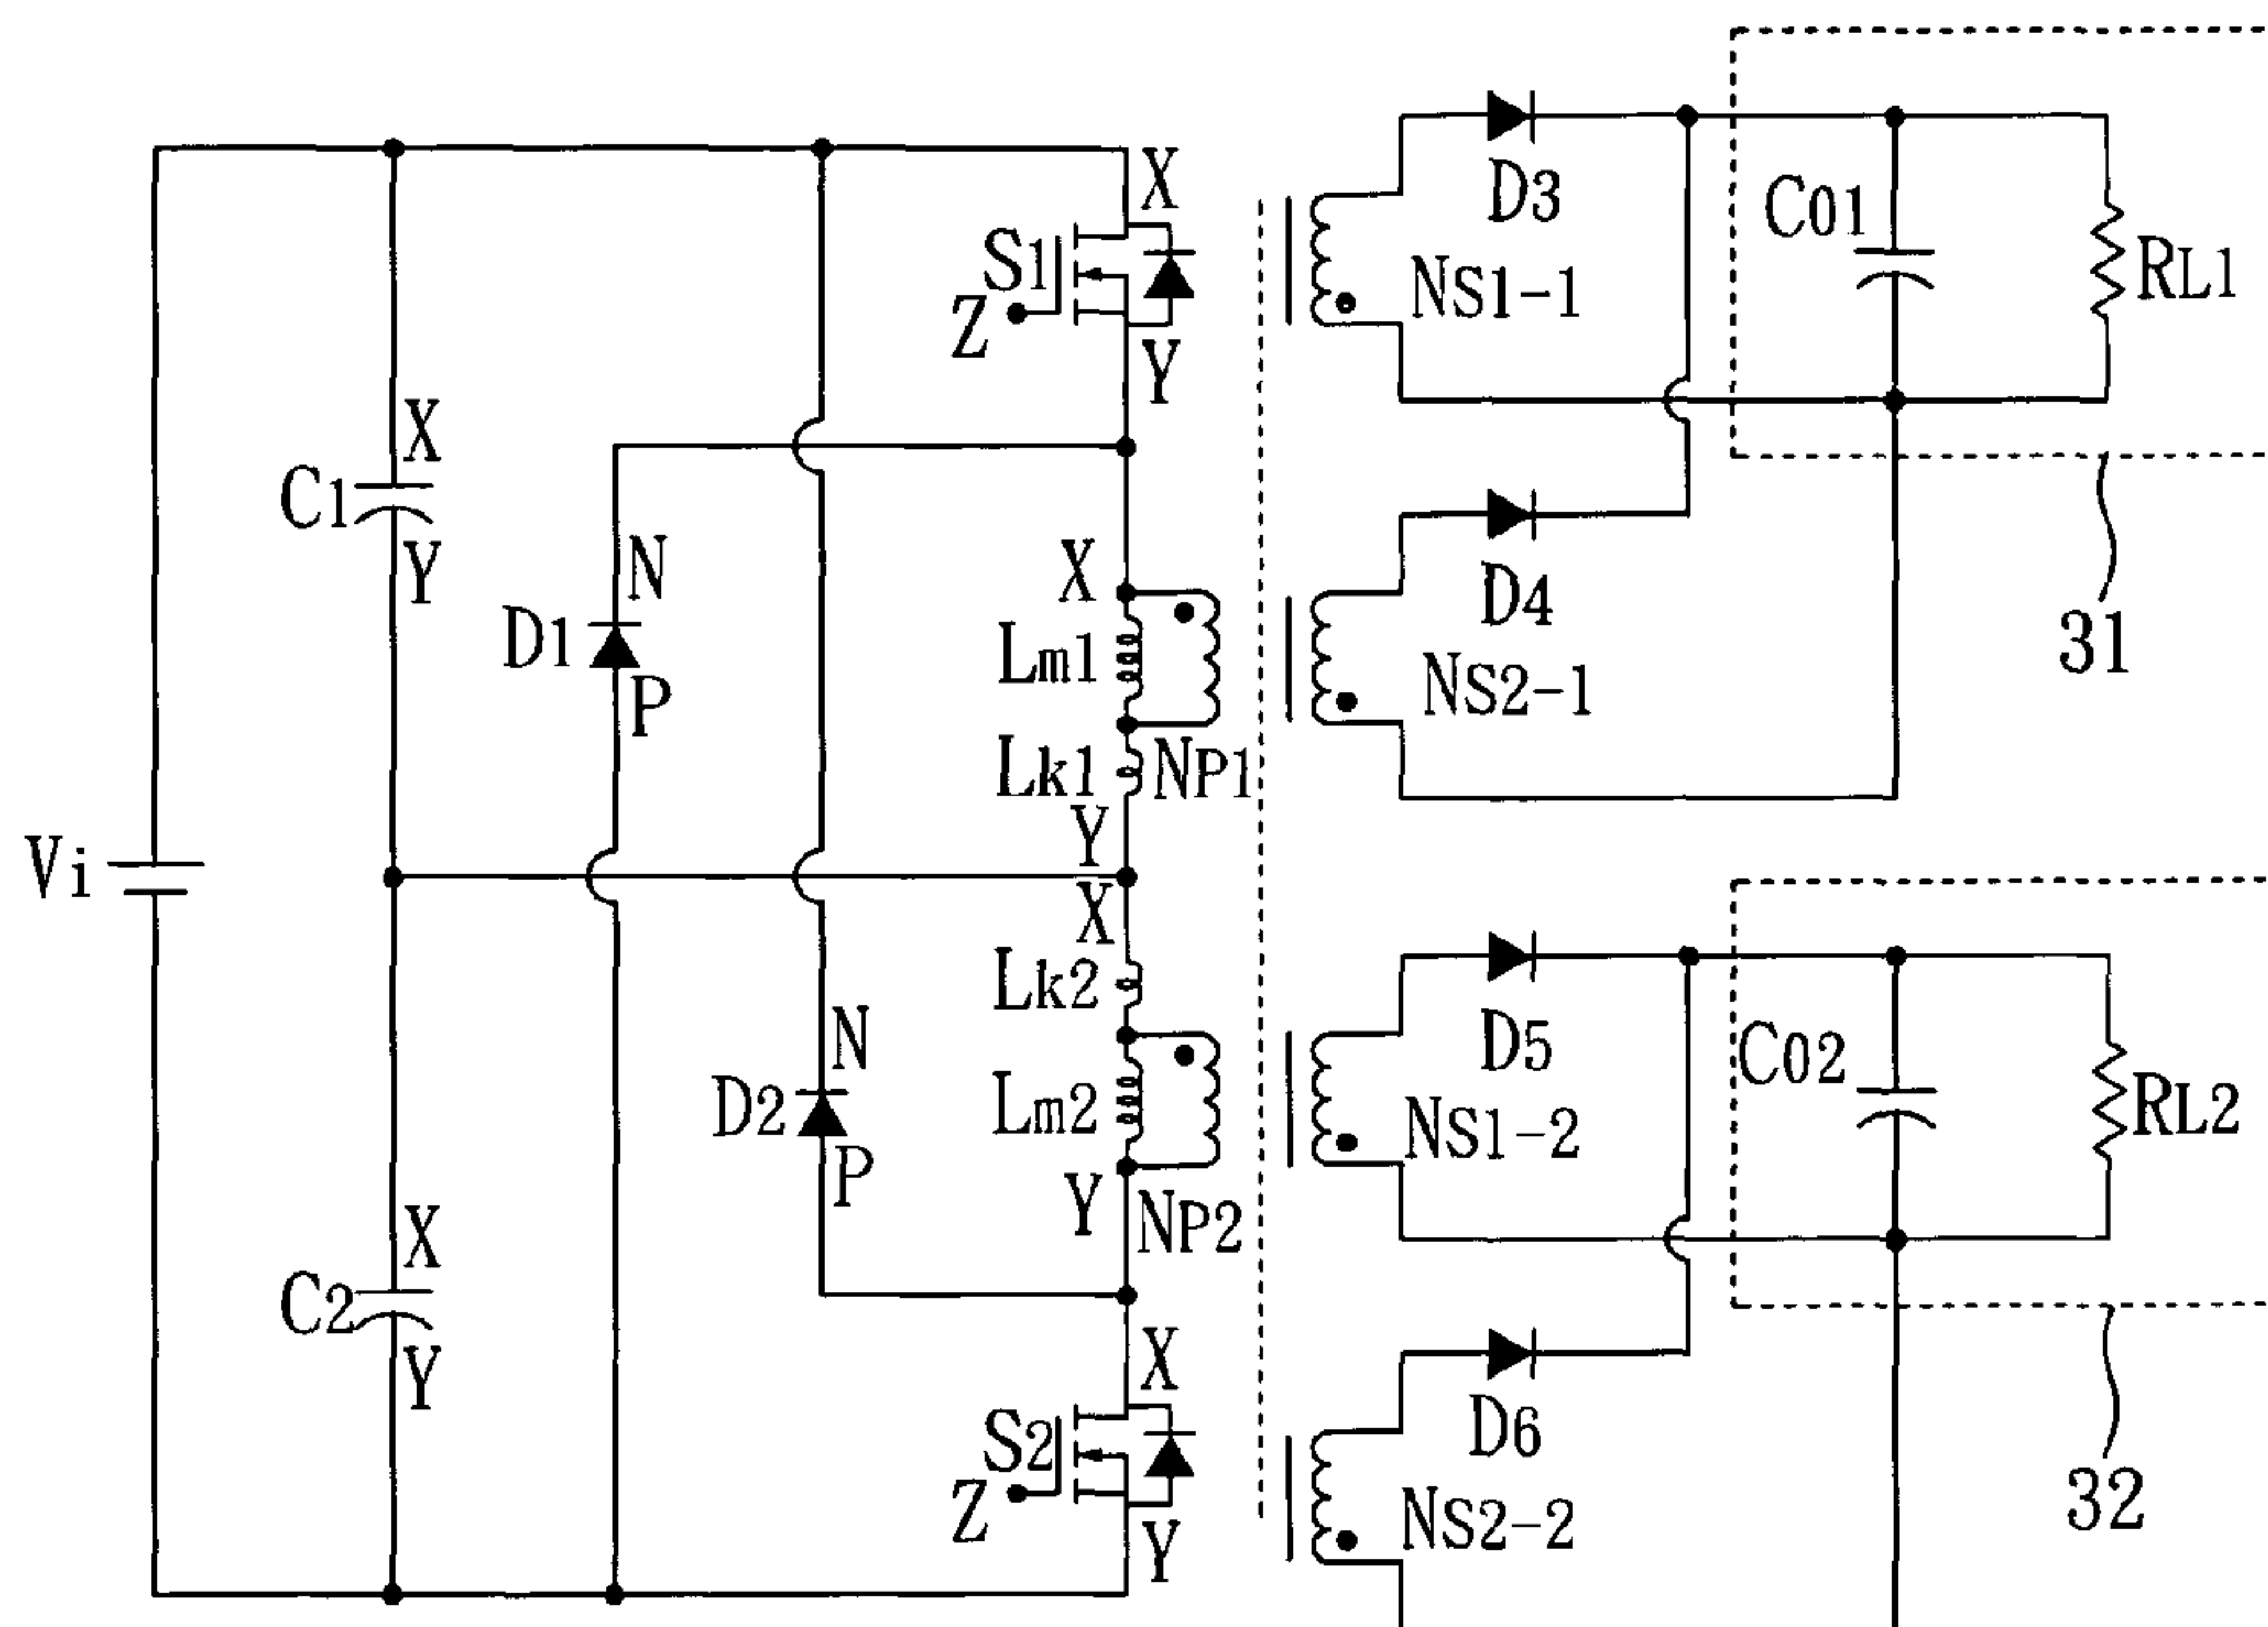 X
S1
Z
Y
D3
NS1-1
C01
RL1
X
C1
Y
N
D1
P
X
Lm1
Lk1
NP1
Y
D4
NS2-1
31
Vi
X
Lk2
N
D2
P
Lm2
Y
NP2
D5
NS1-2
C02
RL2
X
C2
Y
X
S2
Z
Y
D6
NS2-2
32